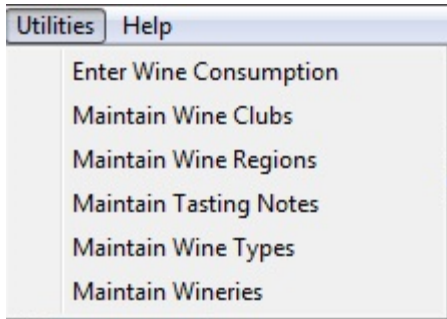 Utilities Help
Enter Wine Consumption
Maintain Wine Clubs
Maintain Wine Regions
Maintain Tasting Notes
Maintain Wine Types
Maintain Wineries